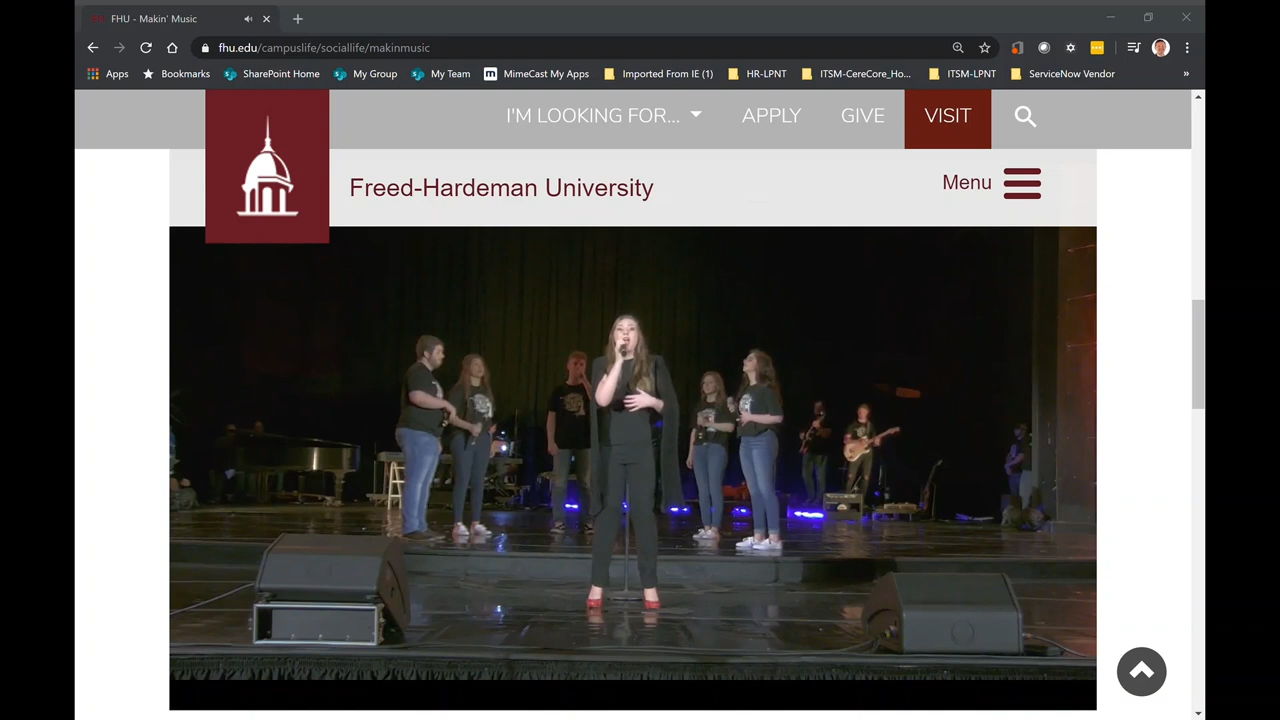 FHU - Makin' Music
fhu.edu/campuslife/sociallife/makinmusic
Apps Bookmarks SharePoint Home My Group My Team MimeCast My Apps Imported From IE (1) HR-LPNT ITSM-CereCore_Ho... ITSM-LPNT ServiceNow Vendor »
I'M LOOKING FOR... APPLY GIVE VISIT
Freed-Hardeman University
Menu